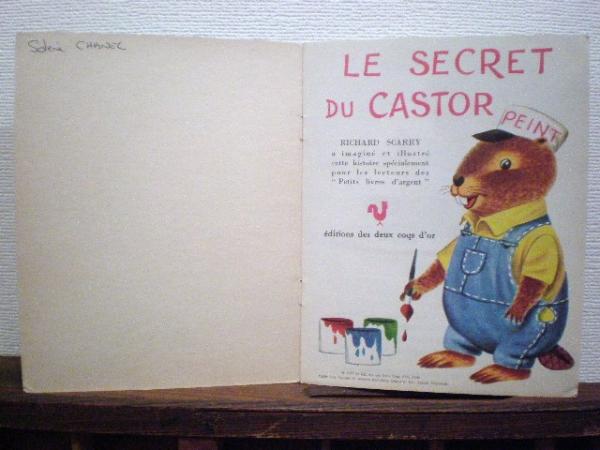 CHANEL
LE SECRET
DU CASTOR
PEINT
RICHARD SCARRY
a imaginé et illustré
cette histoire spécialement
pour les lecteurs des
"Petits livres d'argent"
éditions des deux coqs d'or